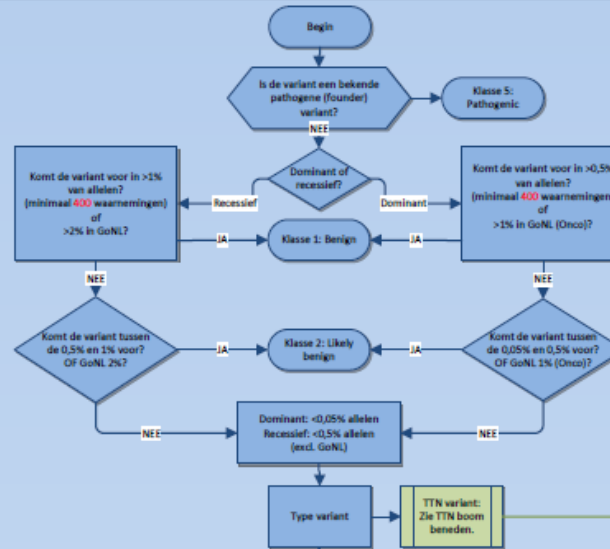 Begin
Is de variant een bekende
pathogene (founder)
variant?
Klasse 5:
Pathogenic
NEE
Dominant of
recessief?
Komt de variant voor in >1%
van allelen?
(minimaal 400 waarnemingen)
of
>2% in GoNL?
Recessief
Dominant
Komt de variant voor in >0,5%
van allelen?
(minimaal 400 waarnemingen)
of
>1% in GoNL (Onco)?
JA
Klasse 1: Benign
JA
NEE
NEE
Komt de variant tussen
de 0,5% en 1% voor?
OF GoNL 2%?
JA
Klasse 2: Likely
benign
JA
Komt de variant tussen
de 0,05% en 0,5% voor?
OF GoNL 1% (Onco)?
NEE
Dominant: <0,05% allelen
Recessief: <0,5% allelen
(excl. GoNL)
NEE
Type variant
TTN variant:
Zie TTN boom
beneden.